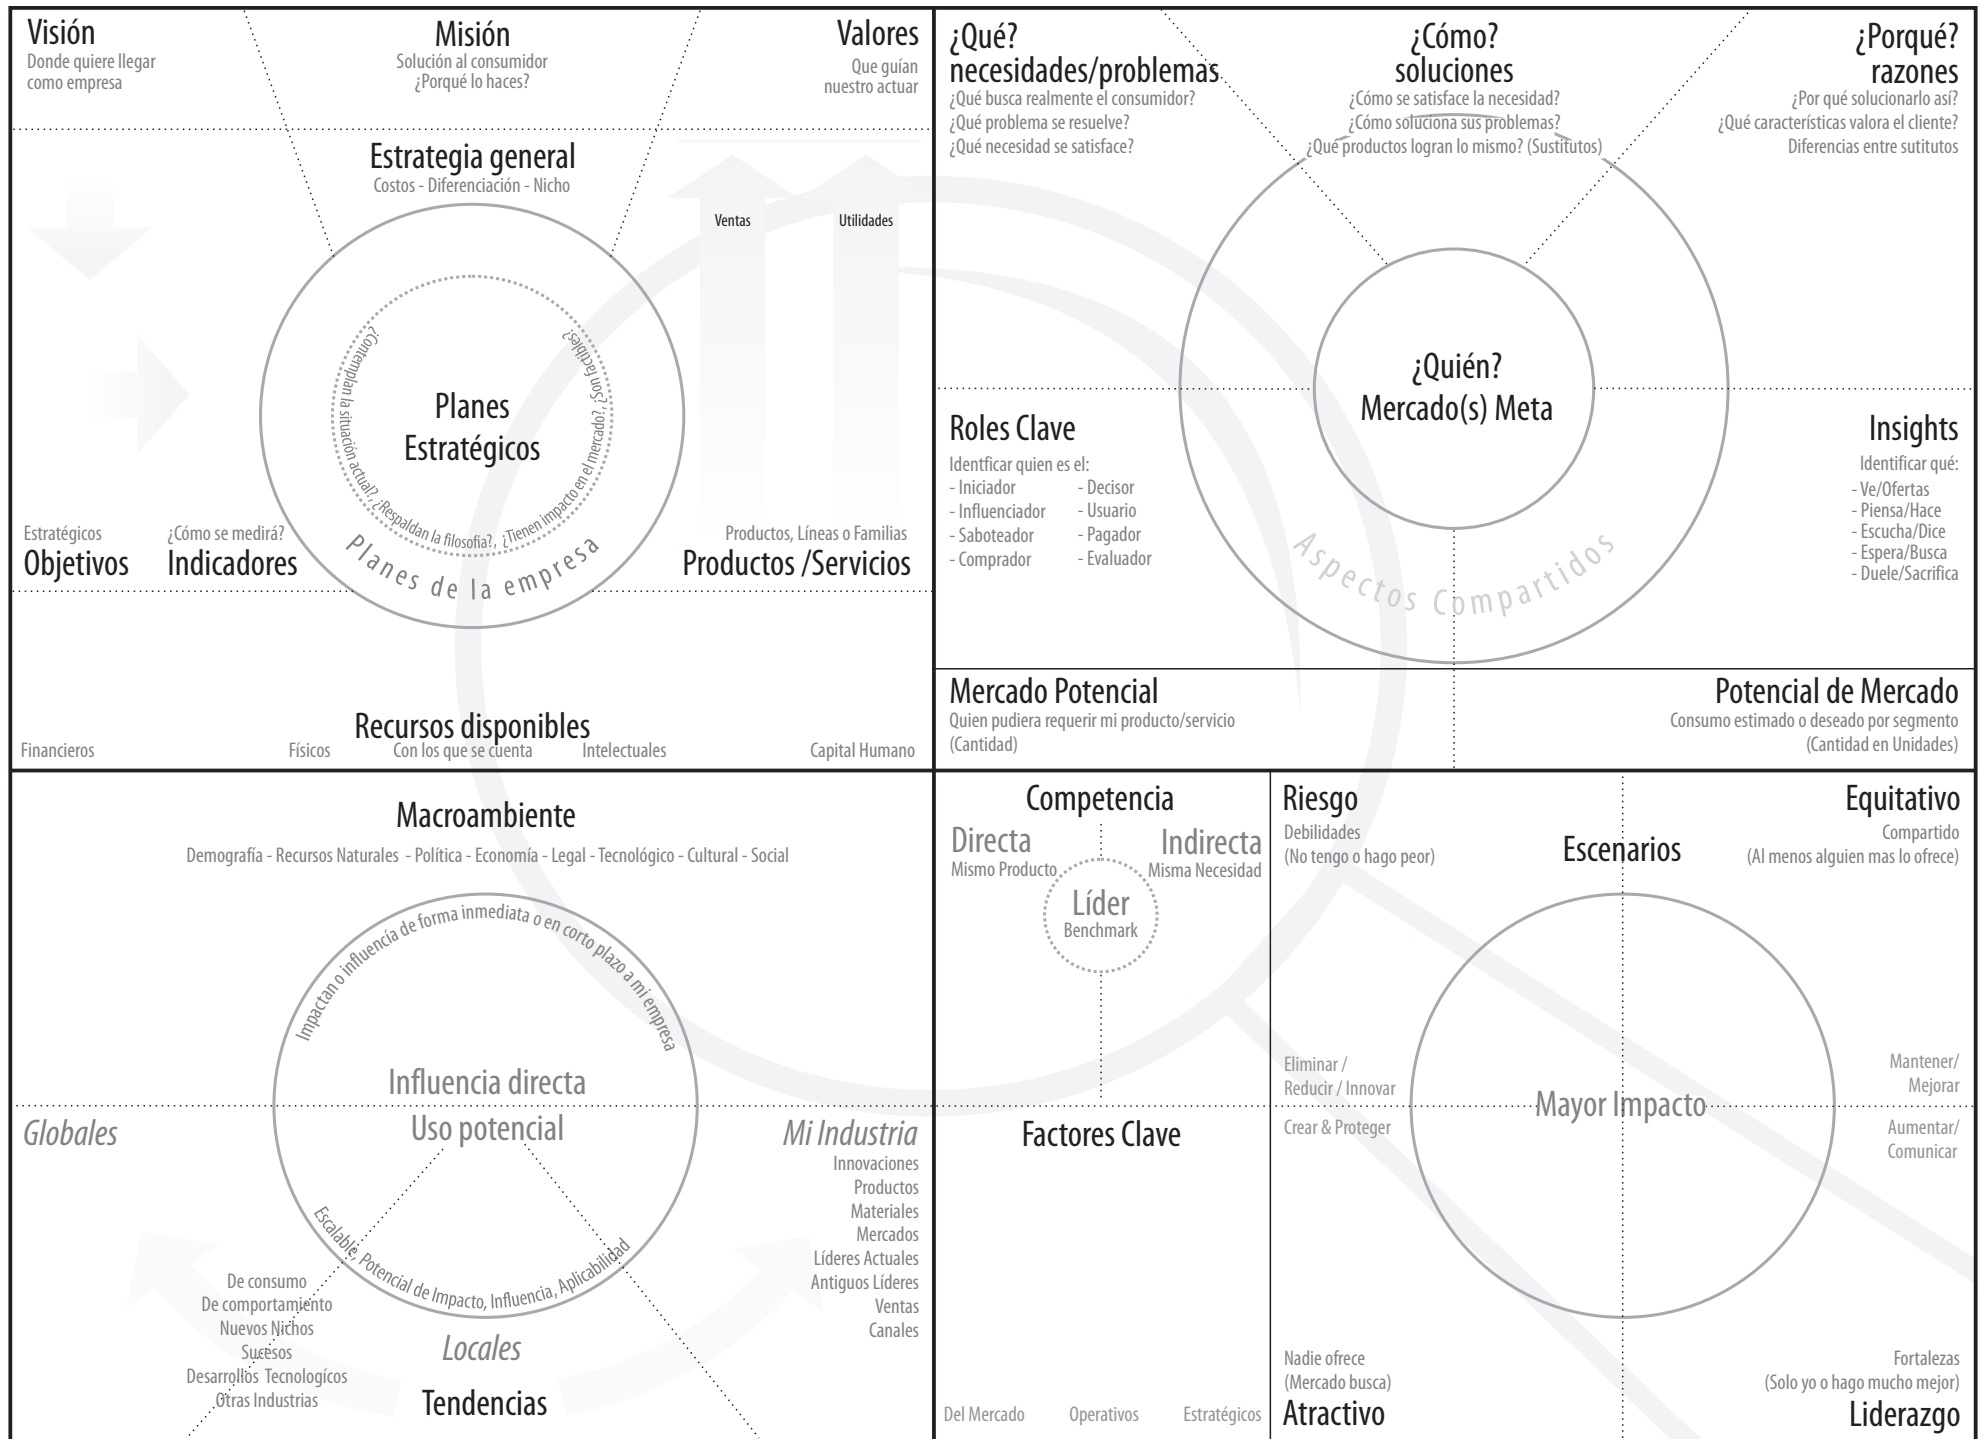 Visión
Donde quiere llegar
como empresa
Misión
Solución al consumidor
¿Porqué lo haces?
Valores
Que guían
nuestro actuar
Estrategia general
Costos - Diferenciación - Nicho
Ventas
Utilidades
¿Contemplan la situación actual?, ¿Respaldan la filosofía?, ¿Tienen impacto en el mercado? ¿Son factibles?
Planes
Estratégicos
Planes de la empresa
Estratégicos
Objetivos
¿Cómo se medirá?
Indicadores
Productos, Líneas o Familias
Productos /Servicios
Recursos disponibles
Financieros
Físicos
Con los que se cuenta
Intelectuales
Capital Humano
¿Qué?
necesidades/problemas
¿Qué busca realmente el consumidor?
¿Qué problema se resuelve?
¿Qué necesidad se satisface?
¿Cómo?
soluciones
¿Cómo se satisface la necesidad?
¿Cómo soluciona sus problemas?
¿Qué productos logran lo mismo? (Sustitutos)
¿Porqué?
razones
¿Por qué solucionarlo así?
¿Qué características valora el cliente?
Diferencias entre sutitutos
¿Quién?
Mercado(s) Meta
Aspectos Compartidos
Roles Clave
Identficar quien es el:
- Iniciador
- Influenciador
- Saboteador
- Comprador
- Decisor
- Usuario
- Pagador
- Evaluador
Insights
Identificar qué:
- Ve/Ofertas
- Piensa/Hace
- Escucha/Dice
- Espera/Busca
- Duele/Sacrifica
Mercado Potencial
Quien pudiera requerir mi producto/servicio
(Cantidad)
Potencial de Mercado
Consumo estimado o deseado por segmento
(Cantidad en Unidades)
Macroambiente
Demografía - Recursos Naturales - Política - Economía - Legal - Tecnológico - Cultural - Social
Impactan o influencía de forma inmediata o en corto plazo a mi empresa
Influencia directa
Uso potencial
Escalable, Potencial de Impacto, Influencia, Aplicabilidad
Globales
De consumo
De comportamiento
Nuevos Nichos
Sucesos
Desarrollos Tecnologícos
Otras Industrias
Locales
Tendencias
Mi Industria
Innovaciones
Productos
Materiales
Mercados
Líderes Actuales
Antiguos Líderes
Ventas
Canales
Competencia
Directa
Mismo Producto
Indirecta
Misma Necesidad
Líder
Benchmark
Factores Clave
Del Mercado
Operativos
Estratégicos
Riesgo
Debilidades
(No tengo o hago peor)
Escenarios
Equitativo
Compartido
(Al menos alguien mas lo ofrece)
Eliminar /
Reducir / Innovar
Mantener/
Mejorar
Mayor Impacto
Crear & Proteger
Aumentar/
Comunicar
Nadie ofrece
(Mercado busca)
Atractivo
Fortalezas
(Solo yo o hago mucho mejor)
Liderazgo